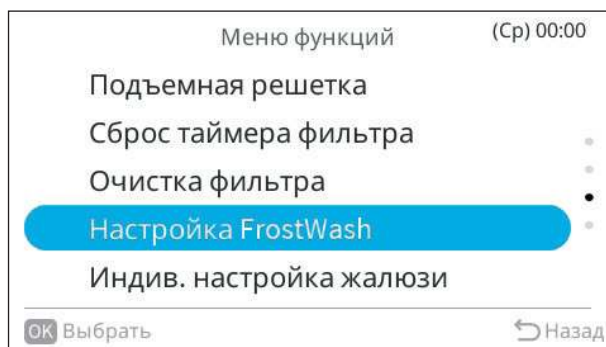 Меню функций
(Ср) 00:00
Подъемная решетка
Сброс таймера фильтра
Очистка фильтра
Настройка FrostWash
Индив. настройка жалюзи
OK Выбрать
Назад